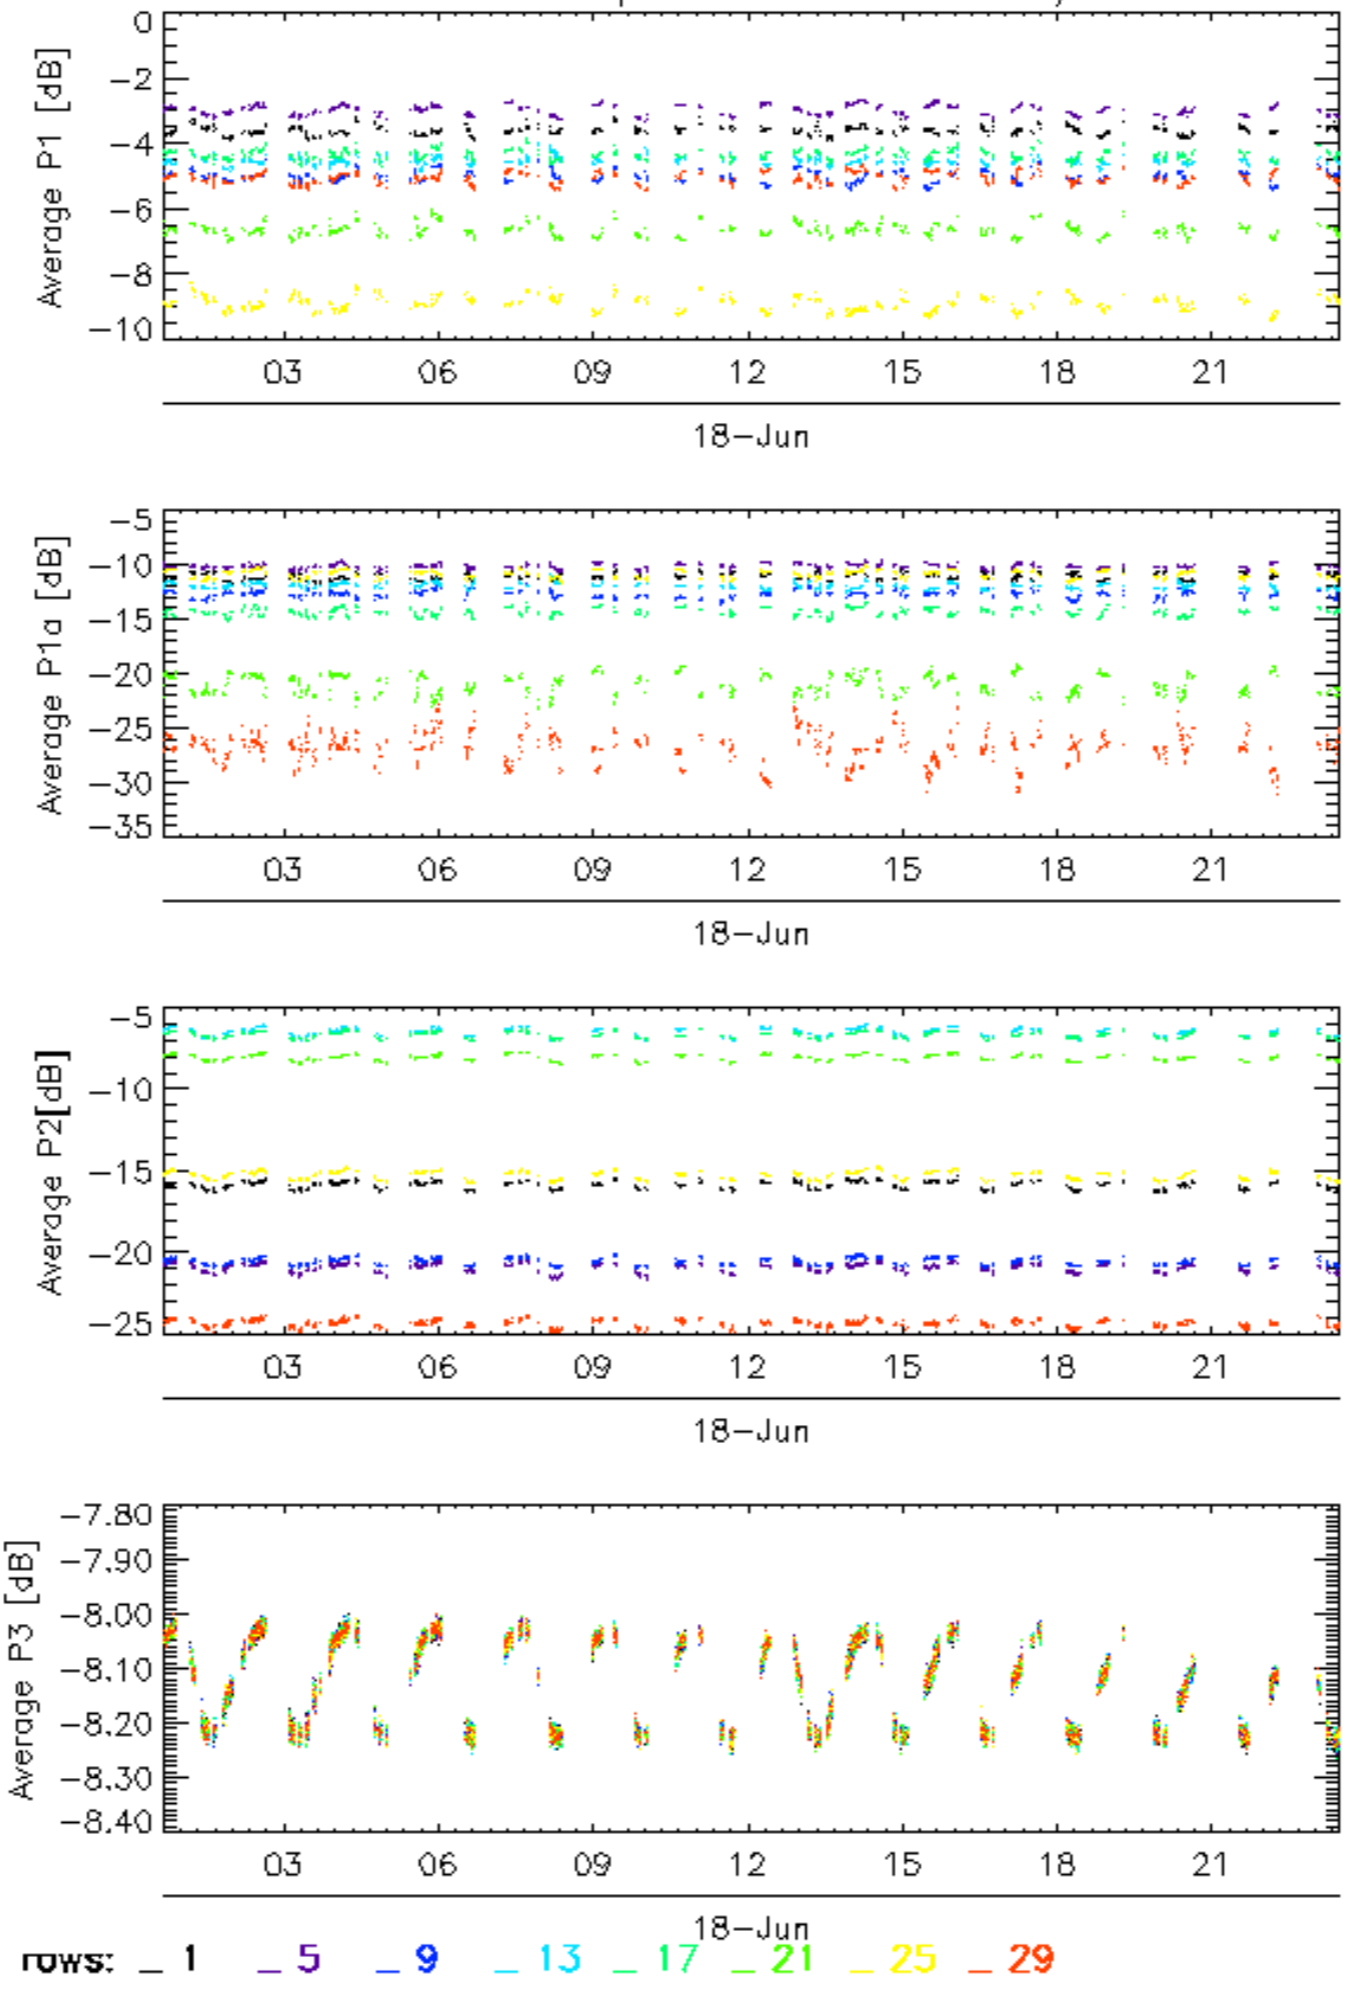 0
−2
−4
−6
−8
−10
Average P1 [dB]
03 06 09 12 15 18 21
18−Jun
−5
−10
−15
−20
−25
−30
−35
Average P1a [dB]
03 06 09 12 15 18 21
18−Jun
−5
−10
−15
−20
−25
Average P2[dB]
03 06 09 12 15 18 21
18−Jun
−7.80
−7.90
−8.00
−8.10
−8.20
−8.30
−8.40
Average P3 [dB]
03 06 09 12 15 18 21
18−Jun
rows: _ 1 _ 5 _ 9 _ 13 _ 17 _ 21 _ 25 _ 29